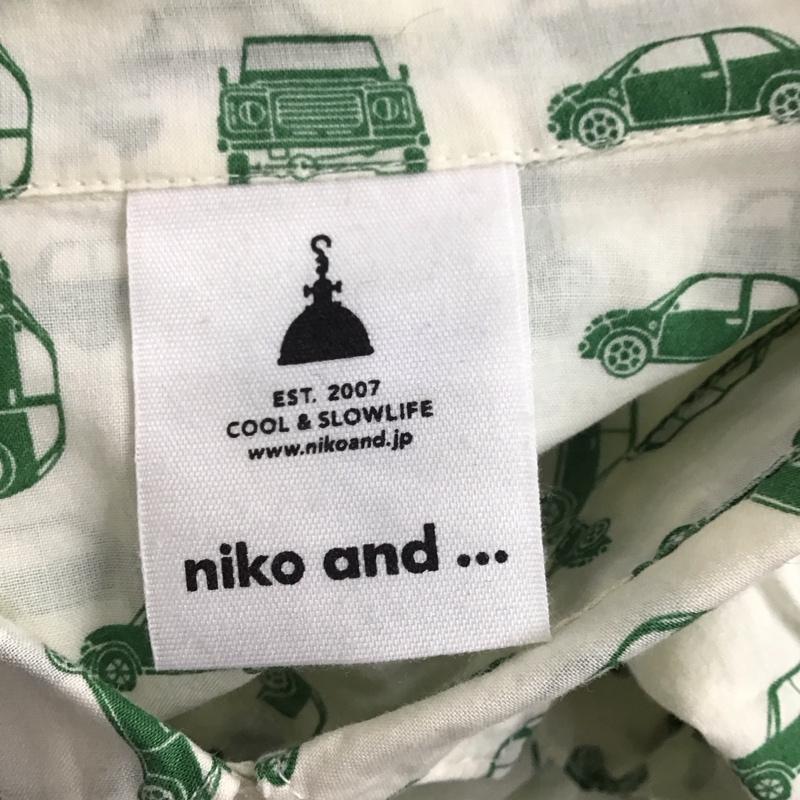 EST. 2007
COOL & SLOWLIFE
www.nikoand.jp
niko and ...